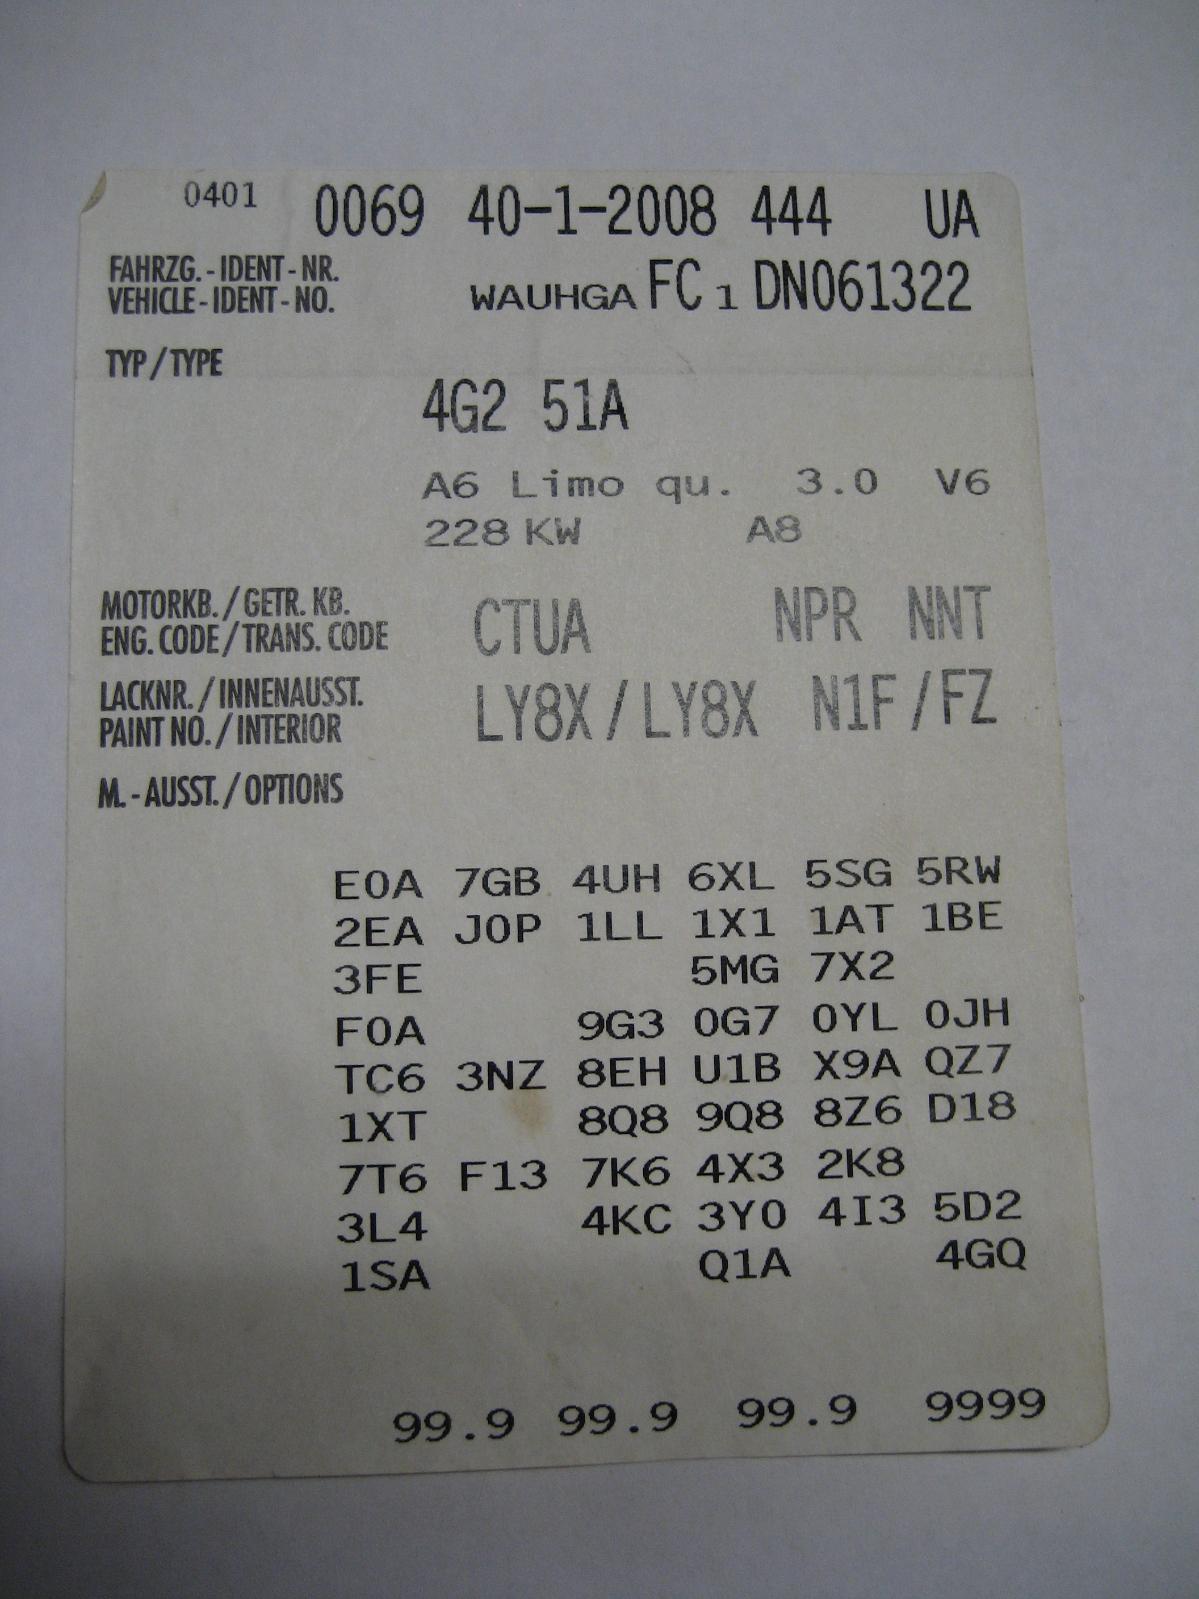 0401 0069 40-1-2008 444 UA
FAHRZG.-IDENT-NR.
VEHICLE-IDENT-NO. WAUHGA FC 1 DN061322
TYP/TYPE
4G2 51A
A6 Limo qu. 3.0 V6
228 KW A8
MOTORKB./GETR. KB.
ENG. CODE/TRANS. CODE CTUA NPR NNT
LACKNR./INNENAUSST.
PAINT NO./INTERIOR LY8X/LY8X N1F/FZ
M.-AUSST./OPTIONS
E0A 7GB 4UH 6XL 5SG 5RW
2EA J0P 1LL 1X1 1AT 1BE
3FE 5MG 7X2
F0A 9G3 0G7 0YL 0JH
TC6 3NZ 8EH U1B X9A QZ7
1XT 8Q8 9Q8 8Z6 D18
7T6 F13 7K6 4X3 2K8
3L4 4KC 3Y0 4I3 5D2
1SA Q1A 4GQ
99.9 99.9 99.9 9999